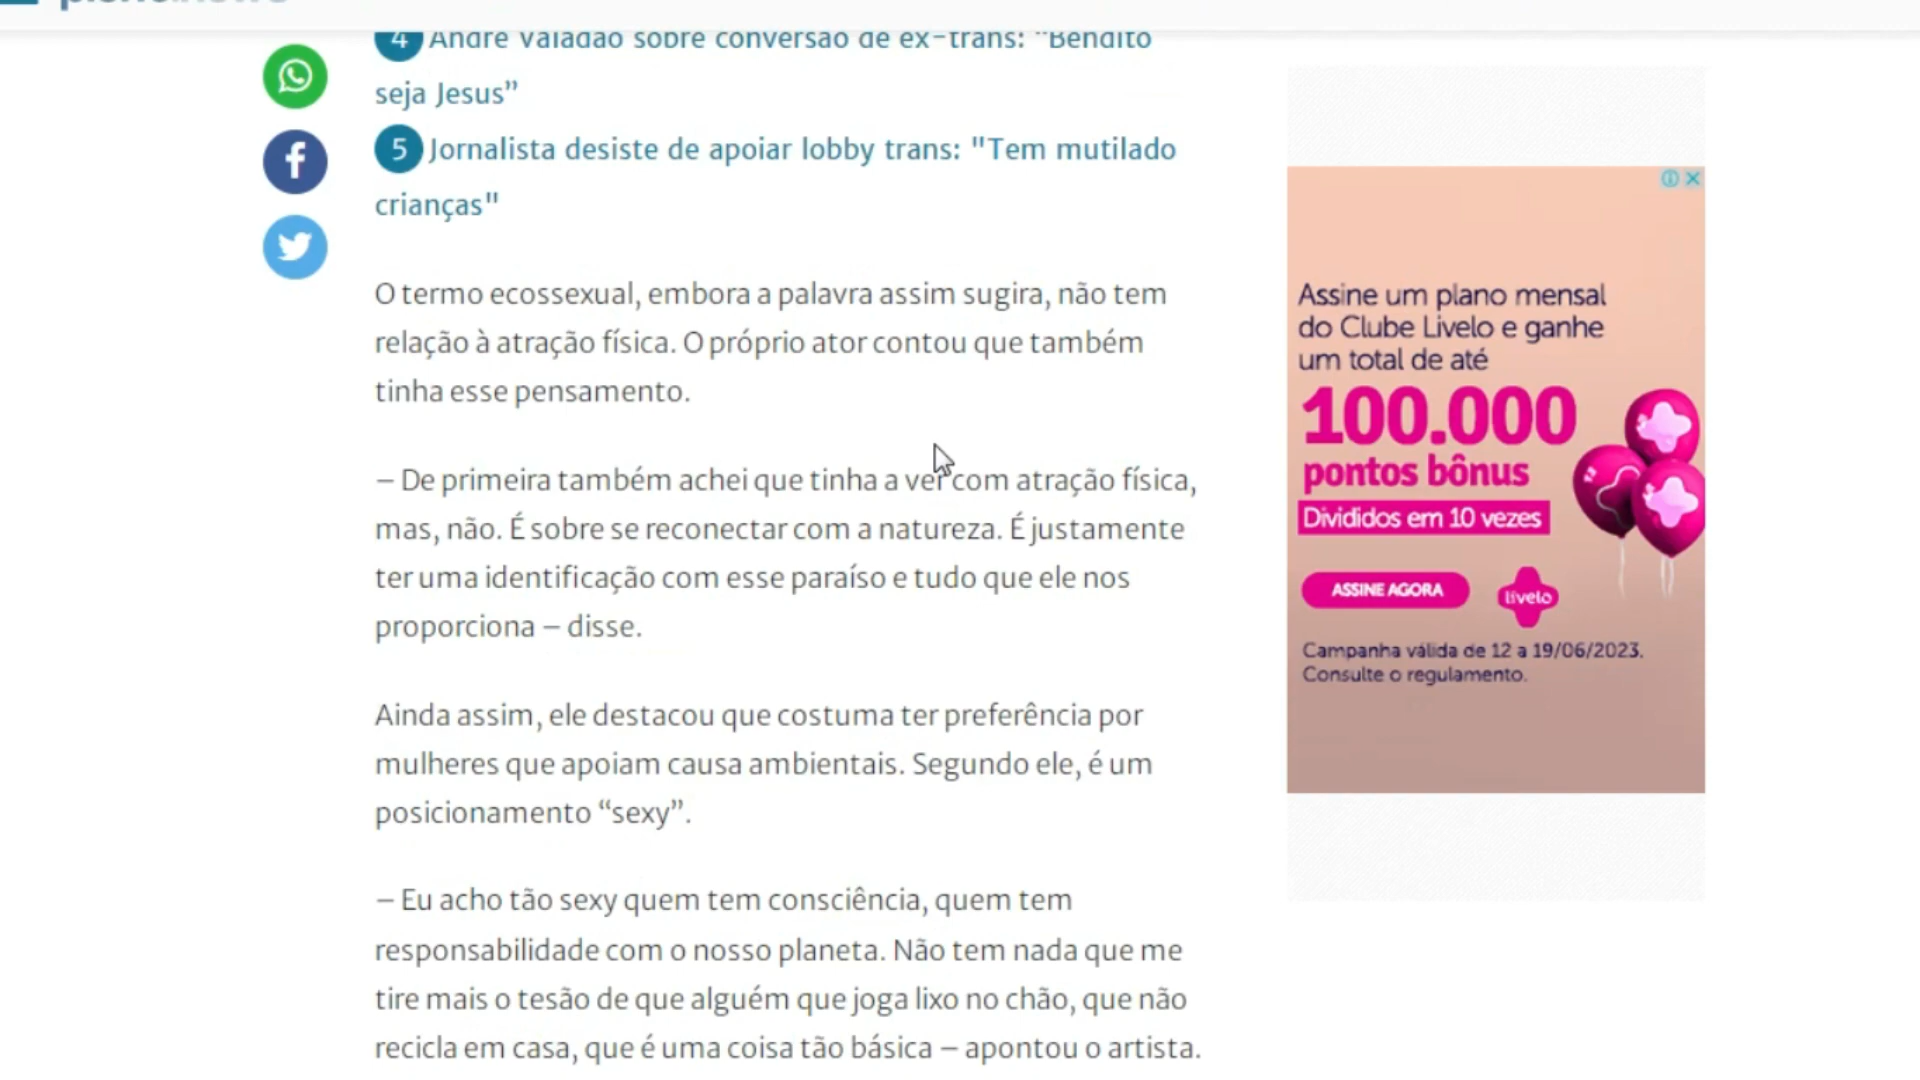 4 André Valadão sobre conversão de ex-trans: "Bendito
seja Jesus”
5 Jornalista desiste de apoiar lobby trans: "Tem mutilado
crianças"
O termo ecossexual, embora a palavra assim sugira, não tem
relação à atração física. O próprio ator contou que também
tinha esse pensamento.
– De primeira também achei que tinha a ver com atração física,
mas, não. É sobre se reconectar com a natureza. É justamente
ter uma identificação com esse paraíso e tudo que ele nos
proporciona – disse.
Ainda assim, ele destacou que costuma ter preferência por
mulheres que apoiam causa ambientais. Segundo ele, é um
posicionamento “sexy”.
– Eu acho tão sexy quem tem consciência, quem tem
responsabilidade com o nosso planeta. Não tem nada que me
tire mais o tesão de que alguém que joga lixo no chão, que não
recicla em casa, que é uma coisa tão básica – apontou o artista.
Assine um plano mensal
do Clube Livelo e ganhe
um total de até
100.000
pontos bônus
Divididos em 10 vezes
ASSINE AGORA
livelo
Campanha válida de 12 a 19/06/2023.
Consulte o regulamento.